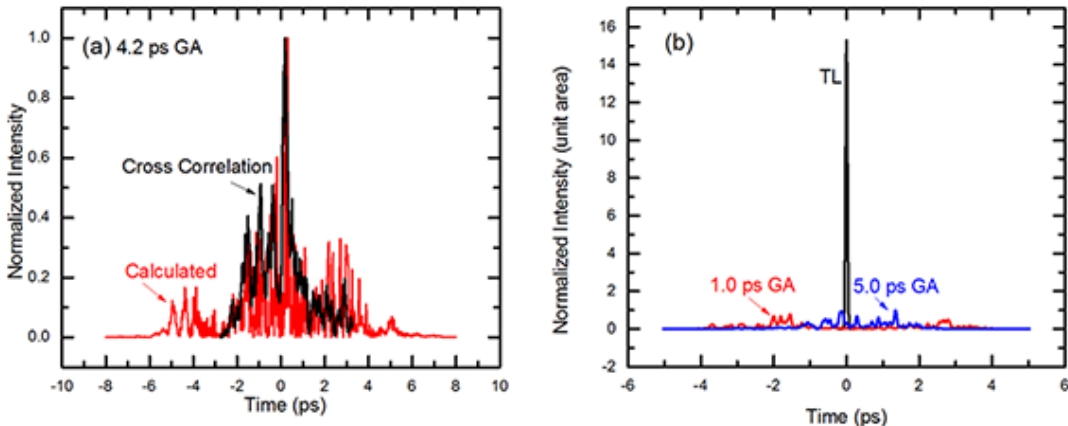 (a) 4.2 ps GA
Normalized Intensity
1.0
0.8
0.6
0.4
0.2
0.0
Cross Correlation
Calculated
-10 -8 -6 -4 -2 0 2 4 6 8 10
Time (ps)
(b)
Normalized Intensity (unit area)
16
14
12
10
8
6
4
2
0
-2
TL
1.0 ps GA
5.0 ps GA
-6 -4 -2 0 2 4 6
Time (ps)